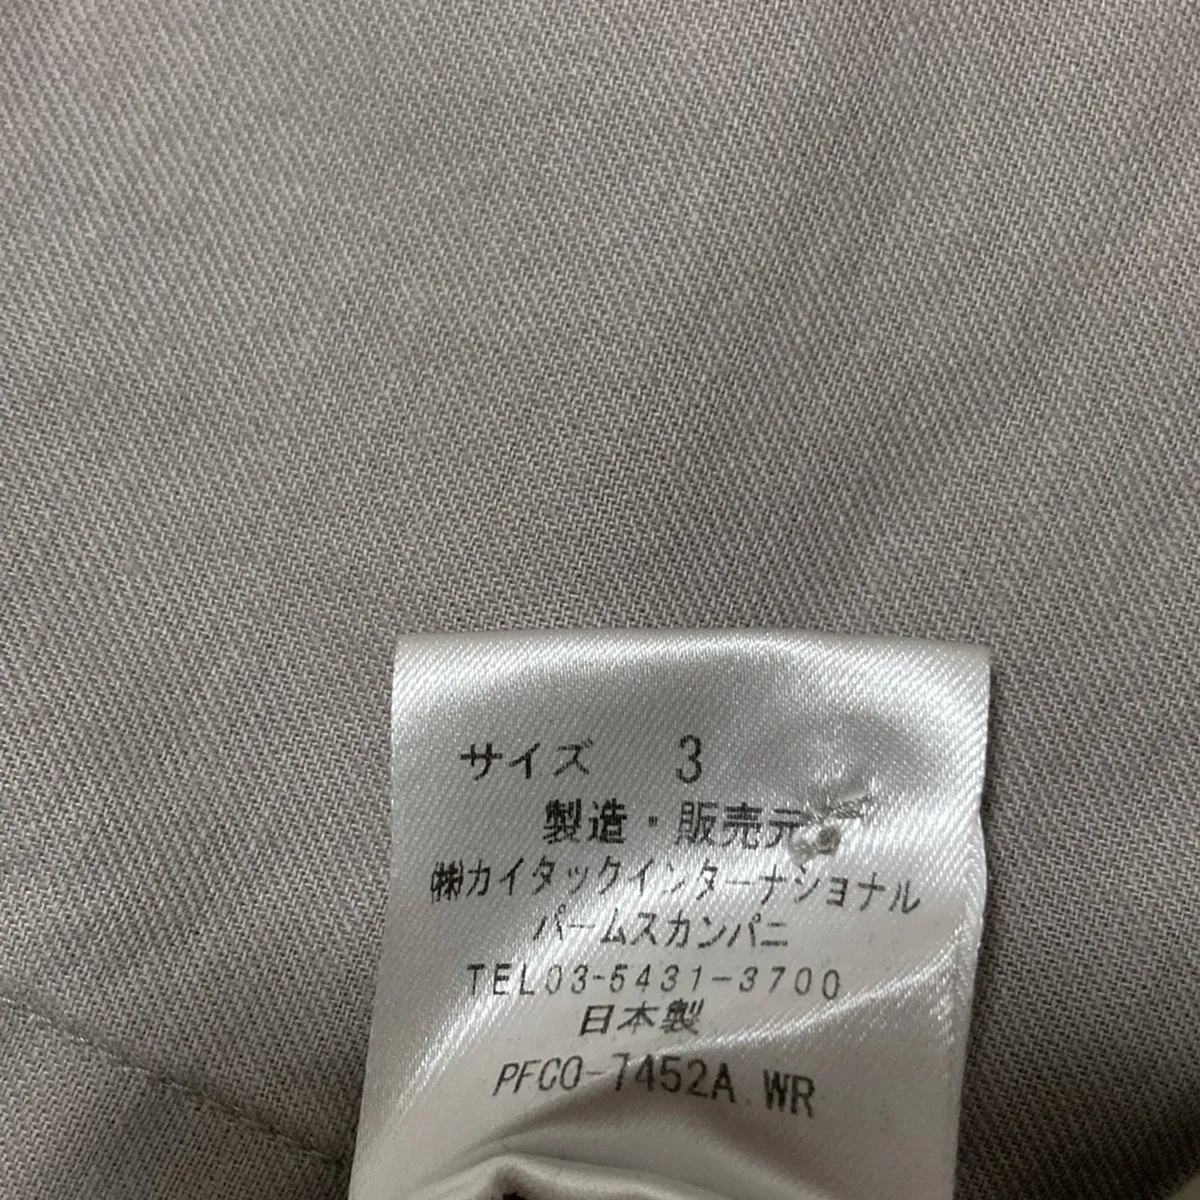 サイズ 3
製造・販売元
㈱カイタックインターナショナル
パームスカンパニ
TEL03-5431-3700
日本製
PFCO-7452A WR